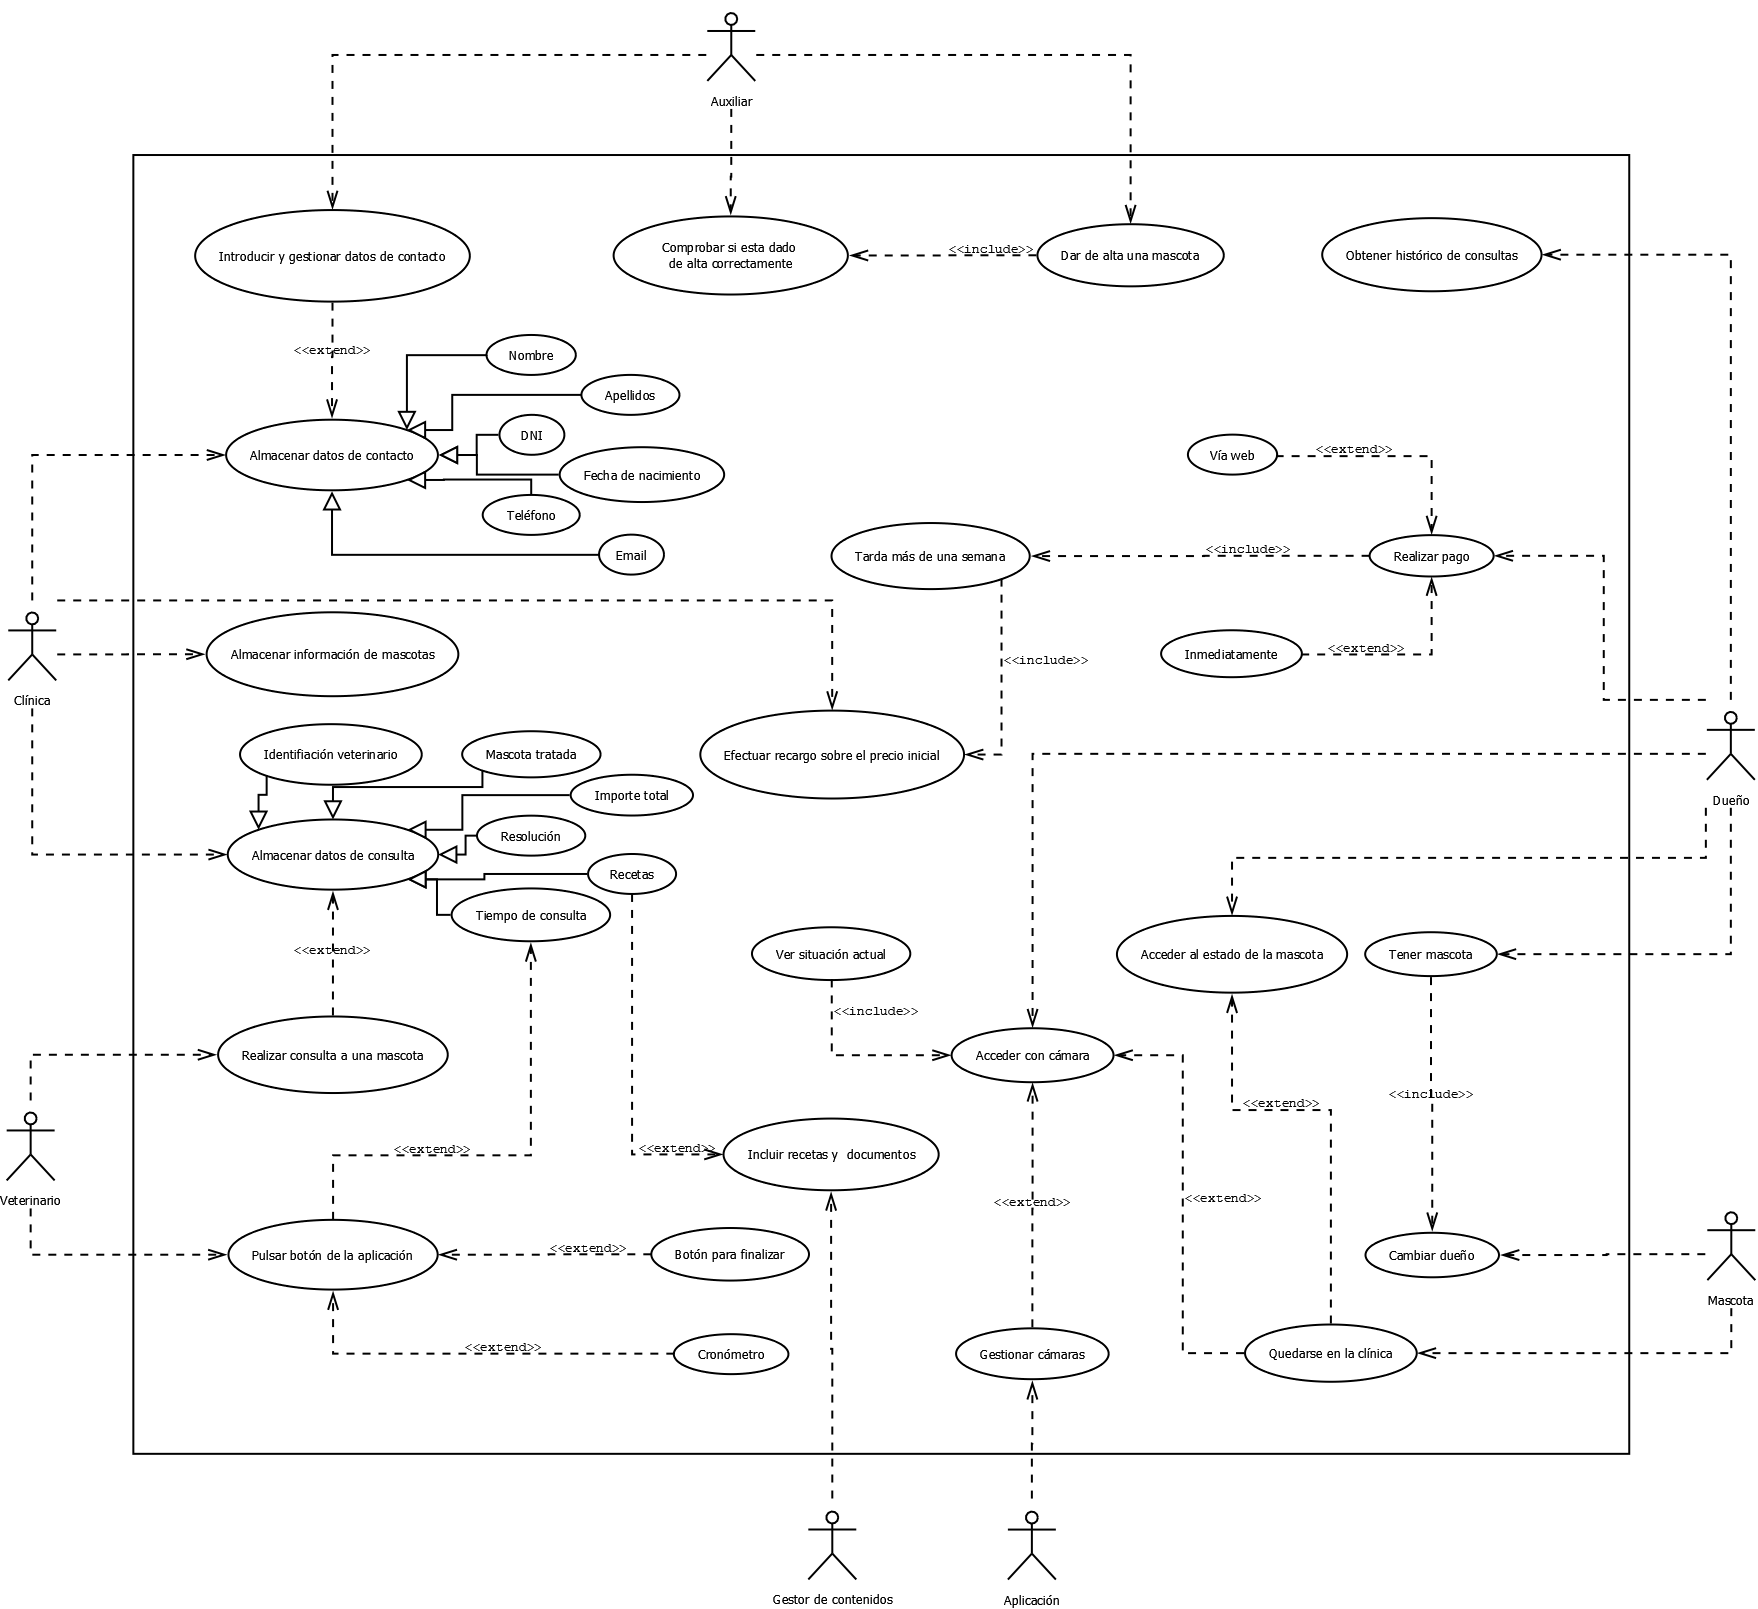 Auxiliar
Introducir y gestionar datos de contacto
Comprobar si esta dado
de alta correctamente
<<include>>
Dar de alta una mascota
Obtener histórico de consultas
<<extend>>
Nombre
Apellidos
DNI
Almacenar datos de contacto
Fecha de nacimiento
Teléfono
Email
Vía web
<<extend>>
Tarda más de una semana
<<include>>
Realizar pago
Inmediatamente
<<extend>>
<<include>>
Almacenar información de mascotas
Clínica
Identifiación veterinario
Mascota tratada
Efectuar recargo sobre el precio inicial
Importe total
Dueño
Resolución
Almacenar datos de consulta
Recetas
Tiempo de consulta
<<extend>>
Ver situación actual
Acceder al estado de la mascota
Tener mascota
<<include>>
Realizar consulta a una mascota
Acceder con cámara
<<include>>
<<extend>>
<<extend>>
<<extend>>
Incluir recetas y  documentos
<<extend>>
<<extend>>
Veterinario
Pulsar botón de la aplicación
<<extend>>
Botón para finalizar
Cambiar dueño
Mascota
<<extend>>
Cronómetro
Gestionar cámaras
Quedarse en la clínica
Gestor de contenidos
Aplicación